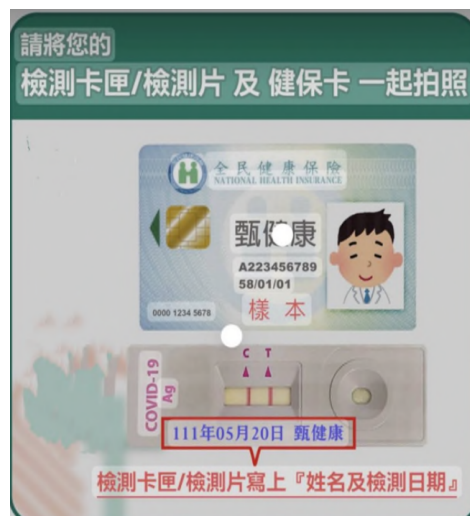 請將您的
檢測卡匣/檢測片 及 健保卡 一起拍照
全民健康保險
NATIONAL HEALTH INSURANCE
甄健康
A223456789
58/01/01
0000 1234 5678
樣 本
C T
COVID-19
Ag
111年05月20日 甄健康
檢測卡匣/檢測片寫上『姓名及檢測日期』